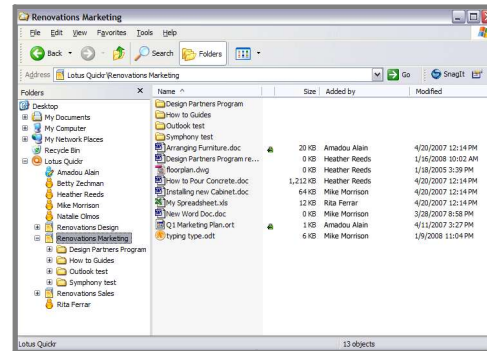 Renovations Marketing
File Edit View Favorites Tools Help
Back Search Folders
Address Lotus Quickr\Renovations Marketing Go SnagIt
Folders × Name Size Added by Modified
Desktop
My Documents
My Computer
My Network Places
Recycle Bin
Lotus Quickr
Amadou Alain
Betty Zechman
Heather Reeds
Mike Morrison
Natalie Olmos
Renovations Design
Renovations Marketing
Design Partners Program
How to Guides
Outlook test
Symphony test
Renovations Sales
Rita Ferrar
Design Partners Program
How to Guides
Outlook test
Symphony test
Arranging Furniture.doc 20 KB Amadou Alain 4/20/2007 12:14 PM
Design Partners Program re... 0 KB Heather Reeds 1/16/2008 10:02 AM
floorplan.dwg 0 KB Heather Reeds 1/18/2005 3:39 PM
How to Pour Concrete.doc 1,212 KB Heather Reeds 4/20/2007 12:14 PM
Installing new Cabinet.doc 64 KB Mike Morrison 4/20/2007 12:14 PM
My Spreadsheet.xls 12 KB Rita Ferrar 4/20/2007 12:14 PM
New Word Doc.doc 0 KB Mike Morrison 3/28/2007 8:58 PM
Q1 Marketing Plan.ort 1 KB Amadou Alain 4/11/2007 3:27 PM
typing type.odt 6 KB Mike Morrison 1/9/2008 11:04 PM
Lotus Quickr 13 objects